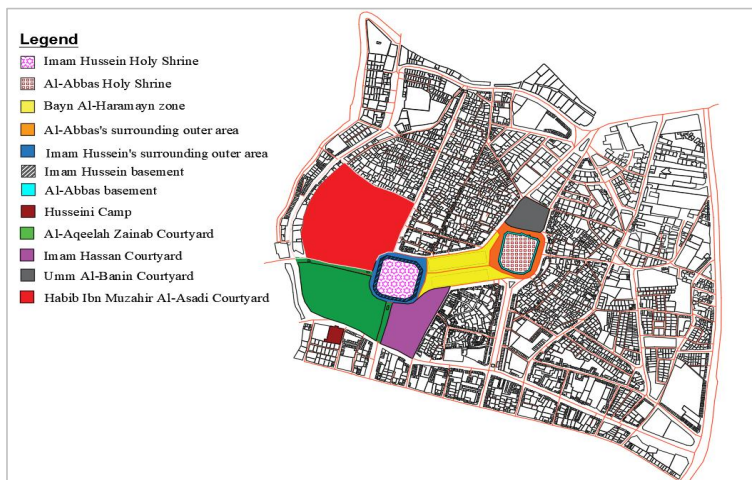 Legend
Imam Hussein Holy Shrine
Al-Abbas Holy Shrine
Bayn Al-Haramayn zone
Al-Abbas's surrounding outer area
Imam Hussein's surrounding outer area
Imam Hussein basement
Al-Abbas basement
Husseini Camp
Al-Aqeelah Zainab Courtyard
Imam Hassan Courtyard
Umm Al-Banin Courtyard
Habib Ibn Muzahir Al-Asadi Courtyard